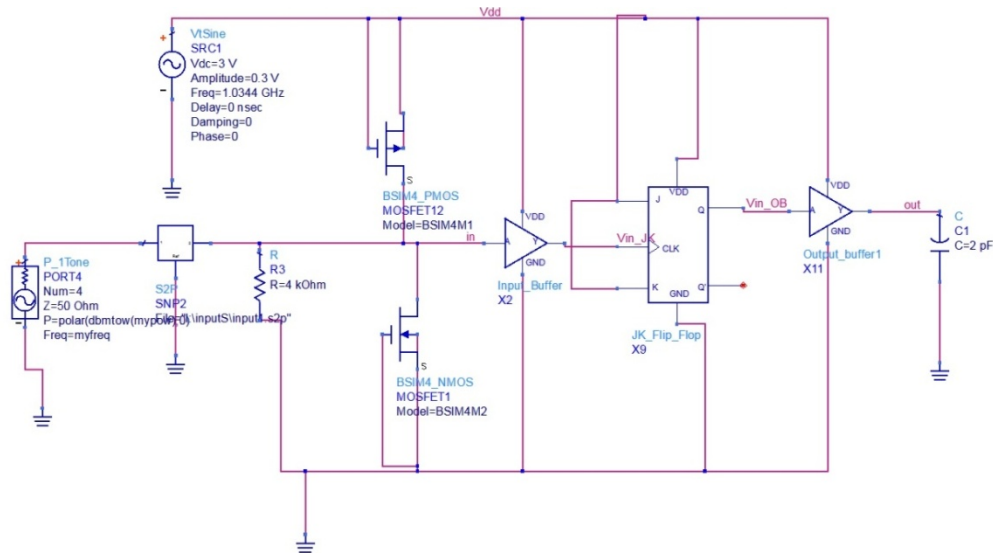 Vdd
VtSine
SRC1
Vdc=3 V
Amplitude=0.3 V
Freq=1.0344 GHz
Delay=0 nsec
Damping=0
Phase=0
S
BSIM4_PMOS
MOSFET12
Model=BSIM4M1
P_1Tone
PORT4
Num=4
Z=50 Ohm
P=polar(dbmtow(mypow),0)
Freq=myfreq
Ref
S2P
SNP2
R
R3
R=4 kOhm
S
BSIM4_NMOS
MOSFET1
Model=BSIM4M2
in
VDD
A
Y
GND
Input_Buffer
X2
Vin_JK
VDD
J
Q
CLK
K
Q'
GND
JK_Flip_Flop
X9
Vin_OB
VDD
A
Y
GND
Output_buffer1
X11
out
C
C1
C=2 pF